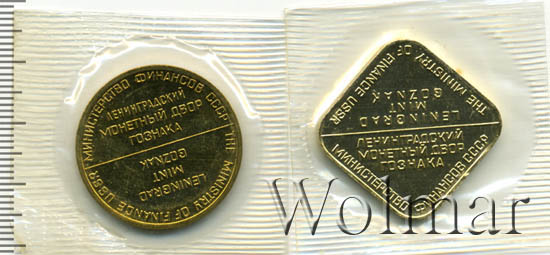 МИНИСТЕРСТВО ФИНАНСОВ СССР
ЛЕНИНГРАДСКИЙ
МОНЕТНЫЙ ДВОР
ГОЗНАКА
LENINGRAD
MINT
GOZNAK
THE MINISTRY OF FINANCE USSR
THE MINISTRY OF FINANCE USSR
LENINGRAD
MINT
GOZNAK
ЛЕНИНГРАДСКИЙ
МОНЕТНЫЙ ДВОР
ГОЗНАКА
МИНИСТЕРСТВО ФИНАНСОВ СССР
Wolmar